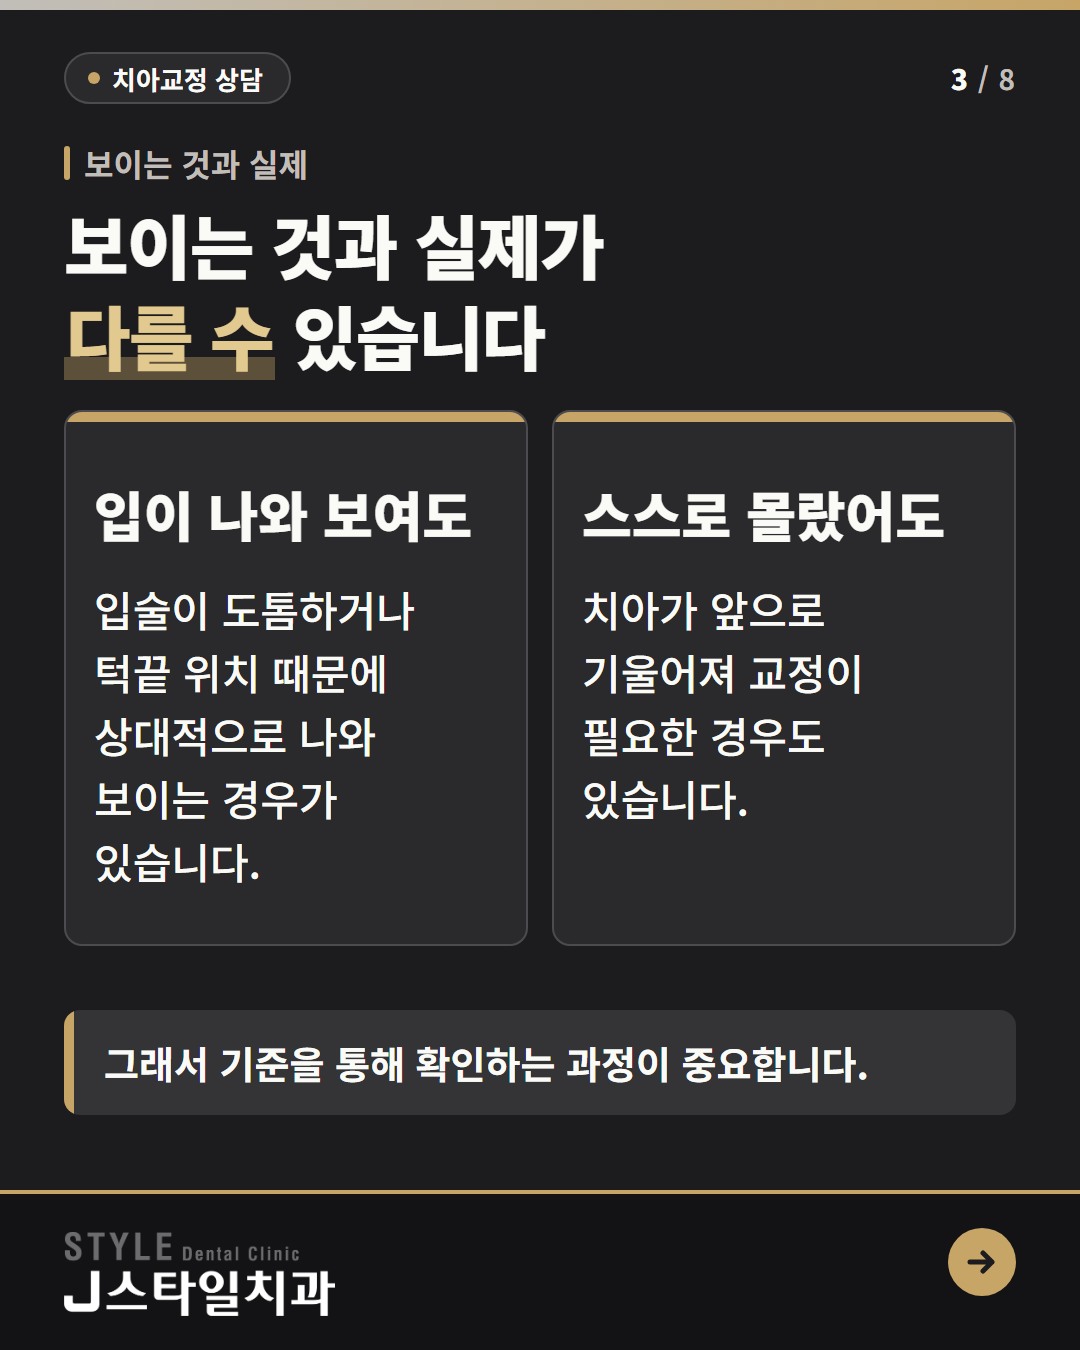 치아교정 상담
3 / 8
보이는 것과 실제
보이는 것과 실제가
다를 수 있습니다
입이 나와 보여도
입술이 도톰하거나
턱끝 위치 때문에
상대적으로 나와
보이는 경우가
있습니다.
스스로 몰랐어도
치아가 앞으로
기울어져 교정이
필요한 경우도
있습니다.
그래서 기준을 통해 확인하는 과정이 중요합니다.
STYLE Dental Clinic
J스타일치과